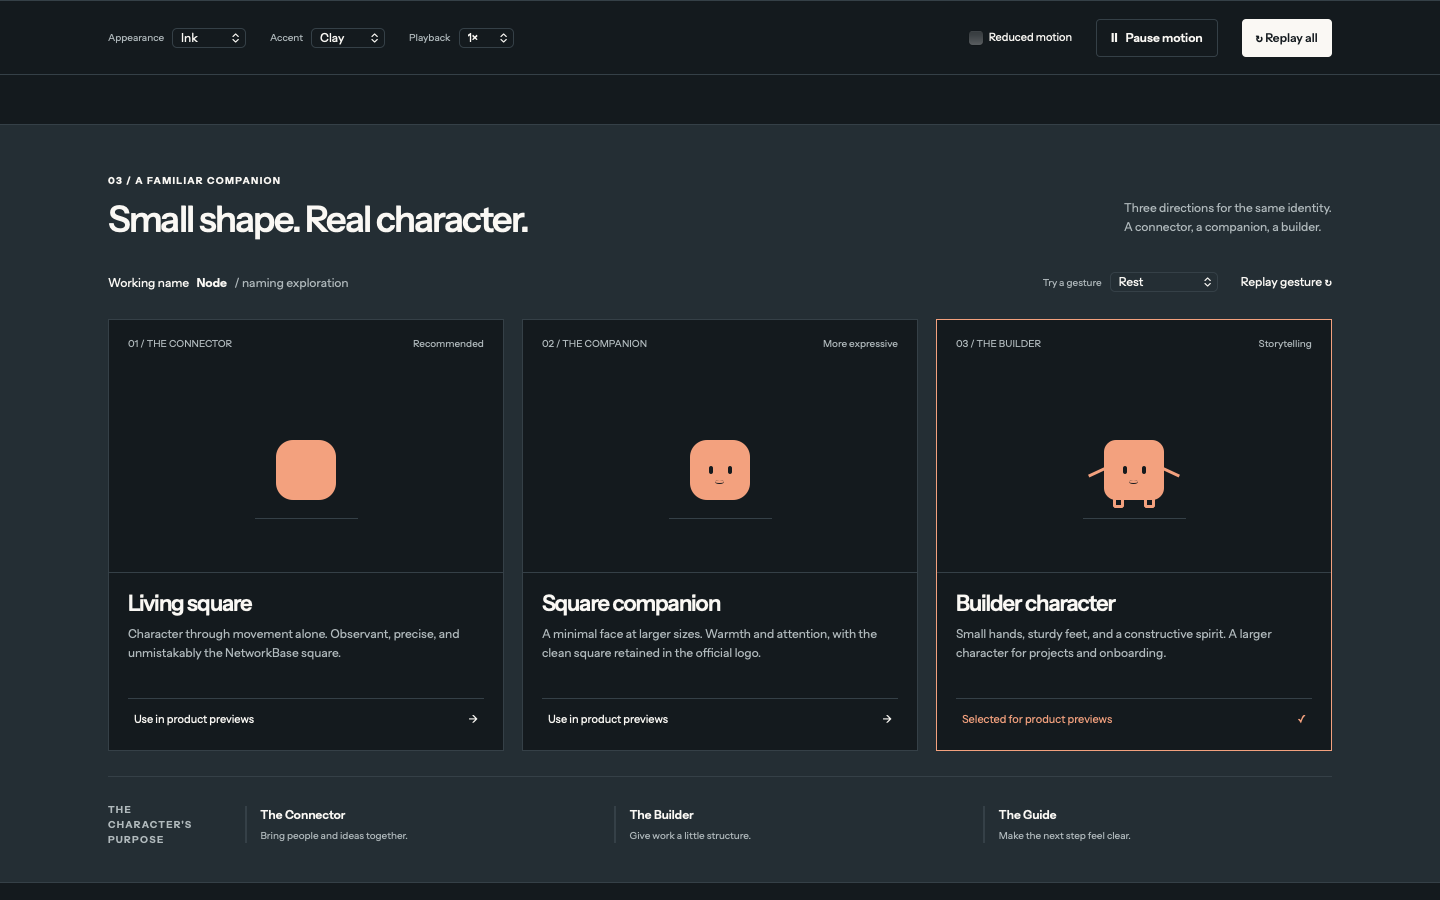 Appearance Ink Accent Clay Playback 1× Reduced motion Pause motion ↻ Replay all
03 / A FAMILIAR COMPANION
Small shape. Real character.
Three directions for the same identity.
A connector, a companion, a builder.
Working name Node / naming exploration
Try a gesture Rest Replay gesture ↻
01 / THE CONNECTOR Recommended
Living square
Character through movement alone. Observant, precise, and
unmistakably the NetworkBase square.
Use in product previews →
02 / THE COMPANION More expressive
Square companion
A minimal face at larger sizes. Warmth and attention, with the
clean square retained in the official logo.
Use in product previews →
03 / THE BUILDER Storytelling
Builder character
Small hands, sturdy feet, and a constructive spirit. A larger
character for projects and onboarding.
Selected for product previews ✓
THE
CHARACTER'S
PURPOSE
The Connector
Bring people and ideas together.
The Builder
Give work a little structure.
The Guide
Make the next step feel clear.